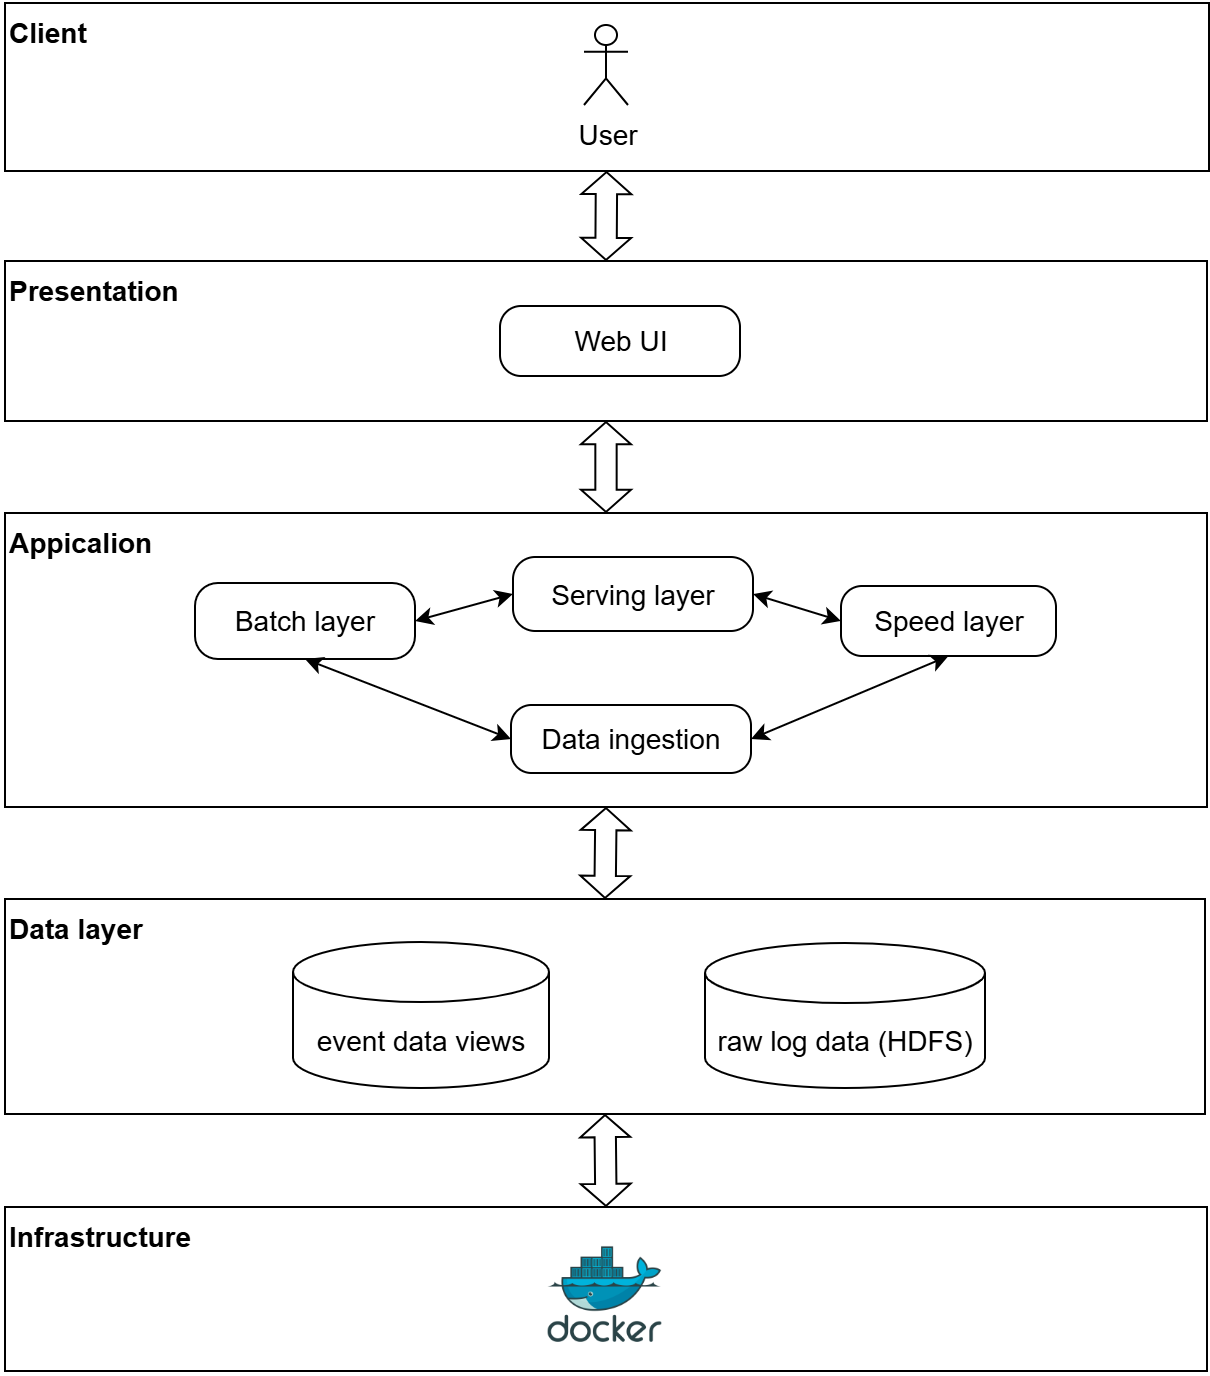 Client
User
Presentation
Web UI
Appicalion
Serving layer
Batch layer
Speed layer
Data ingestion
Data layer
event data views
raw log data (HDFS)
Infrastructure
docker